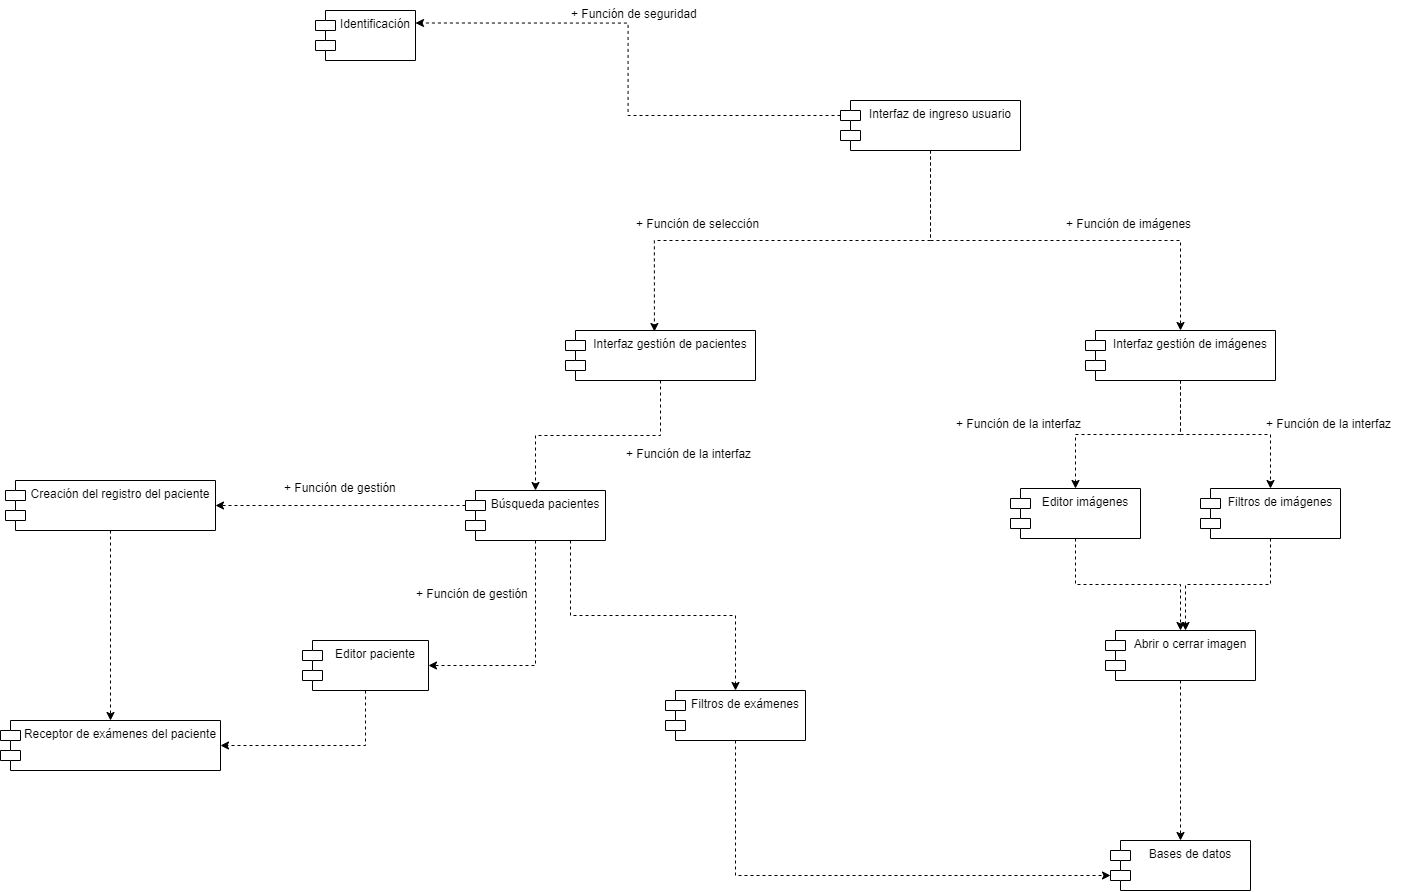 + Función de seguridad
Identificación
Interfaz de ingreso usuario
+ Función de selección
+ Función de imágenes
Interfaz gestión de pacientes
Interfaz gestión de imágenes
+ Función de la interfaz
+ Función de la interfaz
+ Función de la interfaz
+ Función de gestión
Creación del registro del paciente
Búsqueda pacientes
Editor imágenes
Filtros de imágenes
+ Función de gestión
Editor paciente
Abrir o cerrar imagen
Filtros de exámenes
Receptor de exámenes del paciente
Bases de datos